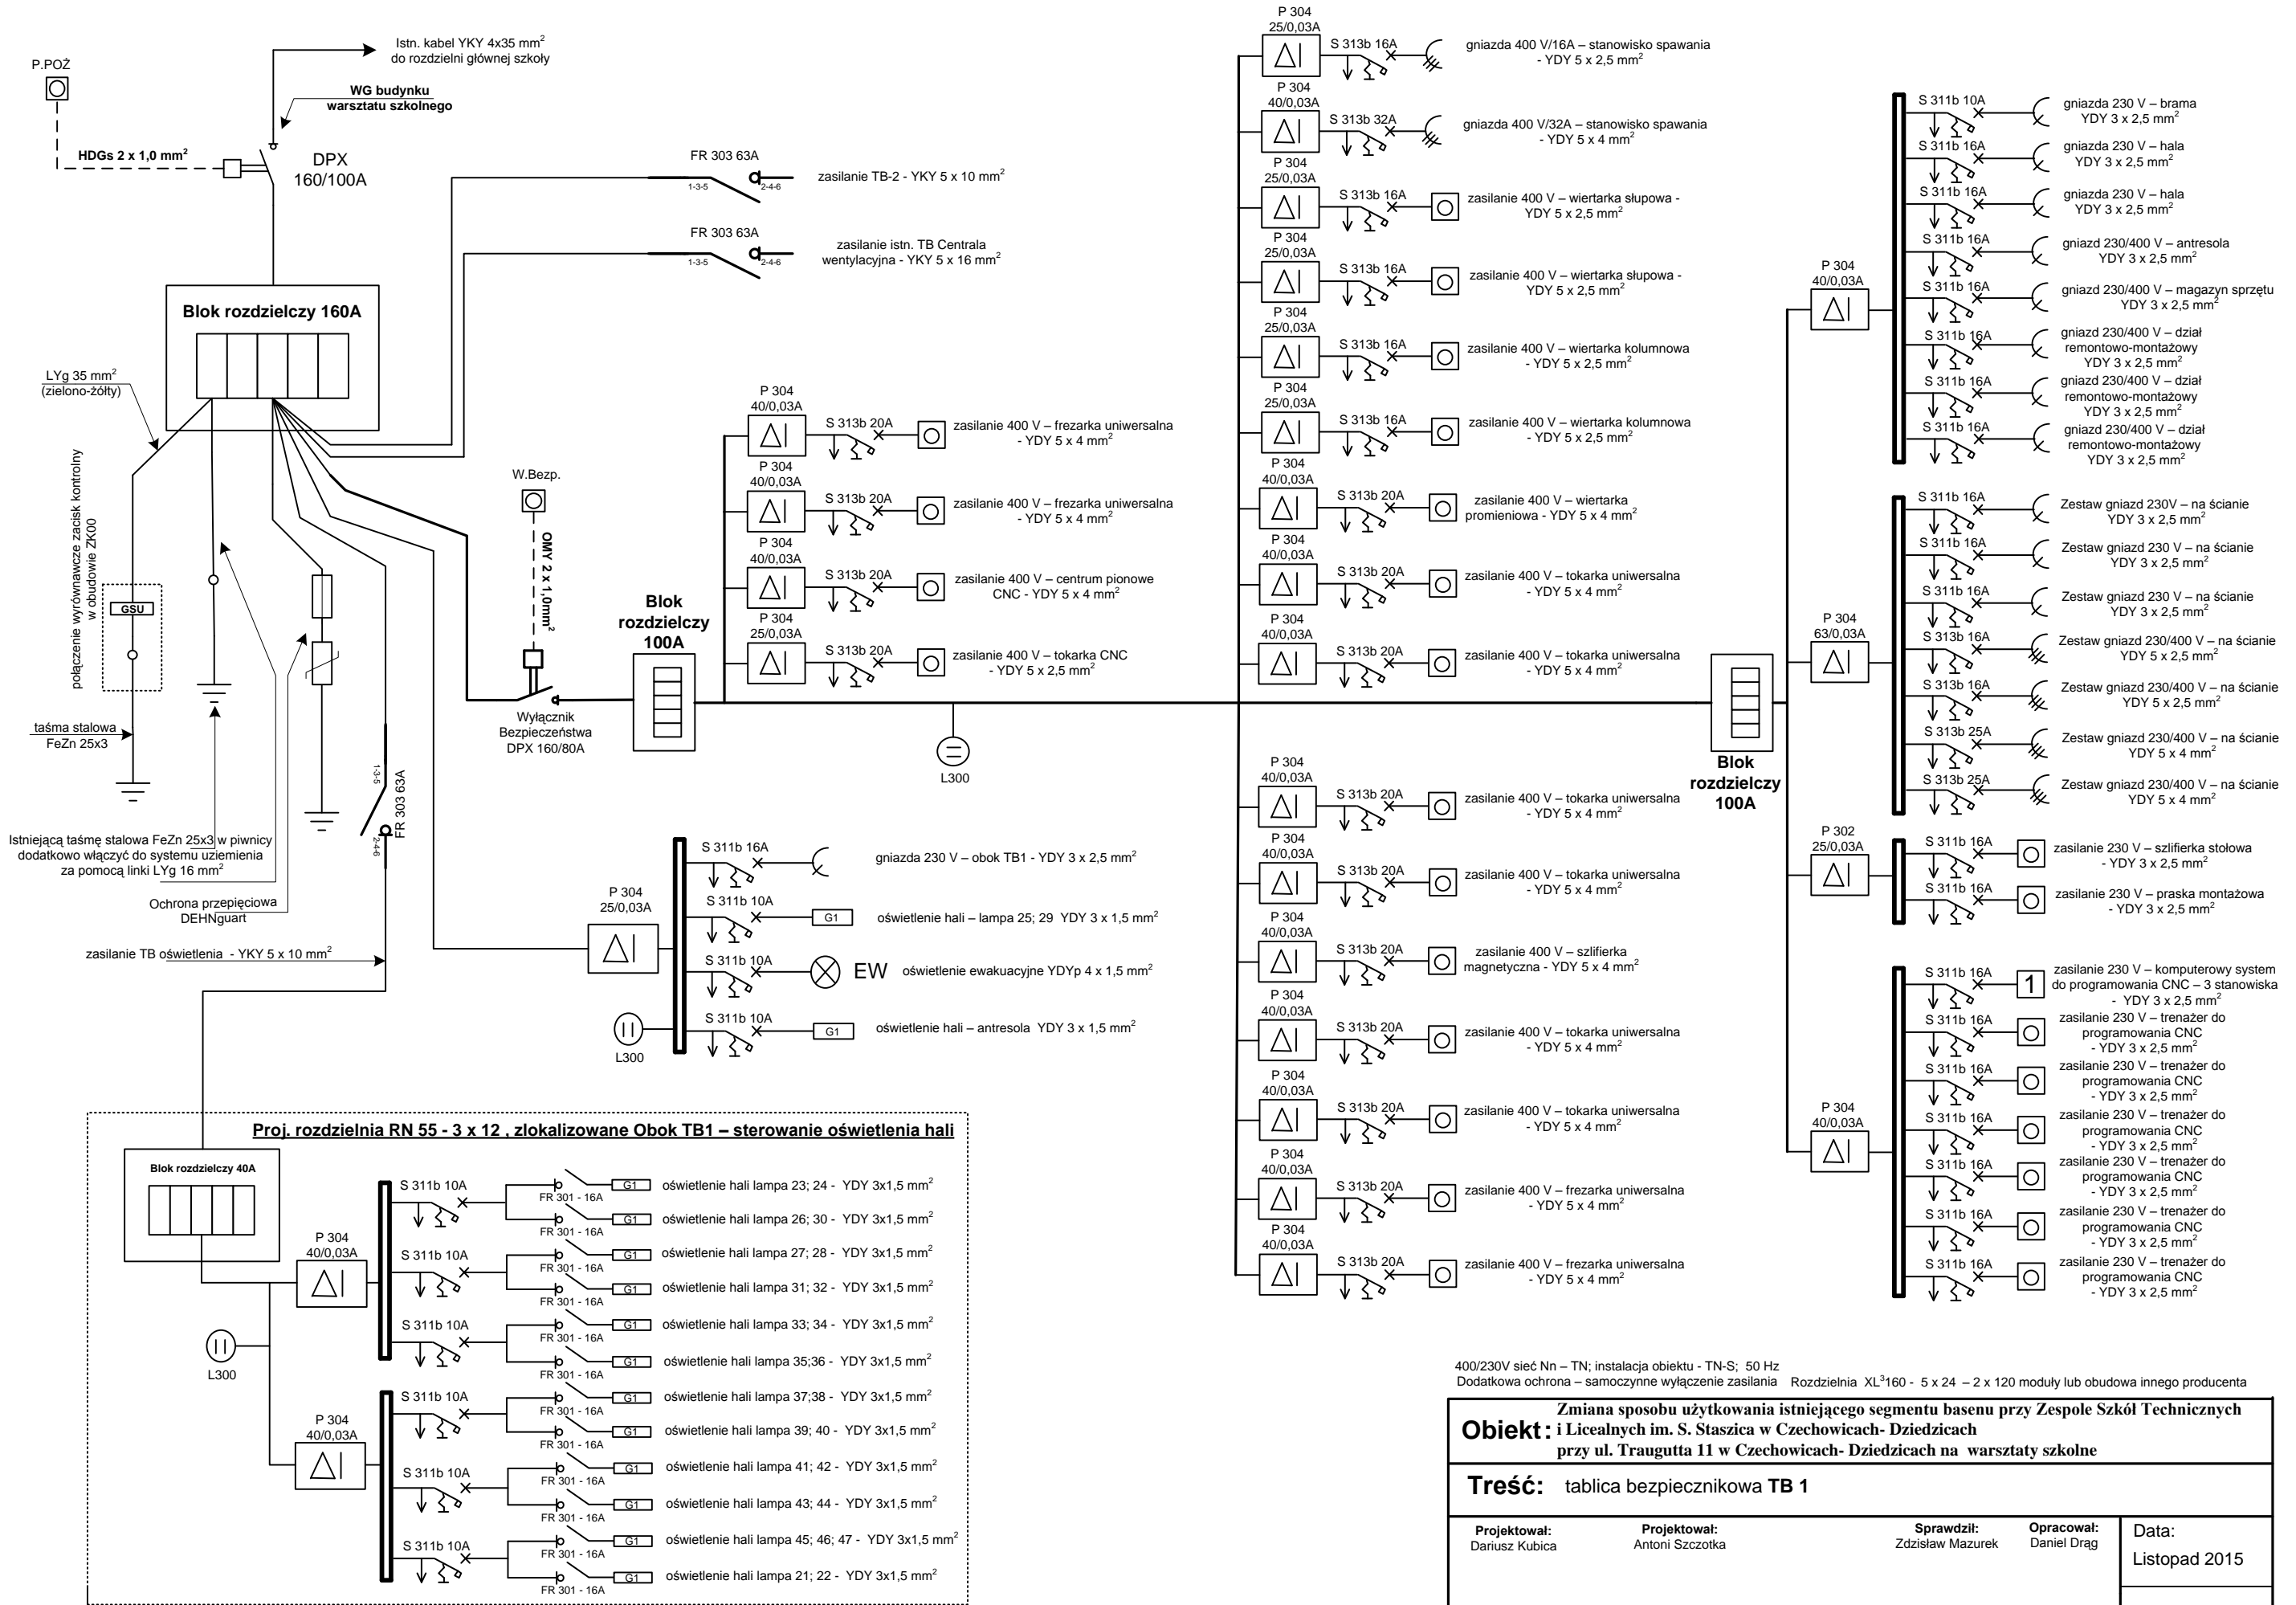 P.POŻ
Istn. kabel YKY 4x35 mm²
do rozdzielni głównej szkoły
WG budynku
warsztatu szkolnego
HDGs 2 x 1,0 mm²
DPX
160/100A
FR 303 63A
1-3-5
2-4-6
zasilanie TB-2 - YKY 5 x 10 mm²
FR 303 63A
1-3-5
2-4-6
zasilanie istn. TB Centrala
wentylacyjna - YKY 5 x 16 mm²
Blok rozdzielczy 160A
LYg 35 mm²
(zielono-żółty)
połączenie wyrównawcze zacisk kontrolny
w obudowie ZK00
GSU
taśma stalowa
FeZn 25x3
Istniejącą taśmę stalowa FeZn 25x3 w piwnicy
dodatkowo włączyć do systemu uziemienia
za pomocą linki LYg 16 mm²
Ochrona przepięciowa
DEHNguart
zasilanie TB oświetlenia - YKY 5 x 10 mm²
1-3-5
2-4-6
FR 303 63A
W.Bezp.
OMY 2 x 1,0mm²
Wyłącznik
Bezpieczeństwa
DPX 160/80A
Blok
rozdzielczy
100A
P 304
40/0,03A
S 313b 20A
zasilanie 400 V – frezarka uniwersalna
- YDY 5 x 4 mm²
P 304
40/0,03A
S 313b 20A
zasilanie 400 V – frezarka uniwersalna
- YDY 5 x 4 mm²
P 304
40/0,03A
S 313b 20A
zasilanie 400 V – centrum pionowe
CNC - YDY 5 x 4 mm²
P 304
25/0,03A
S 313b 20A
zasilanie 400 V – tokarka CNC
- YDY 5 x 2,5 mm²
L300
P 304
25/0,03A
S 311b 16A
gniazda 230 V – obok TB1 - YDY 3 x 2,5 mm²
S 311b 10A
G1
oświetlenie hali – lampa 25; 29 YDY 3 x 1,5 mm²
S 311b 10A
EW
oświetlenie ewakuacyjne YDYp 4 x 1,5 mm²
S 311b 10A
G1
oświetlenie hali – antresola YDY 3 x 1,5 mm²
L300
P 304
25/0,03A
S 313b 16A
gniazda 400 V/16A – stanowisko spawania
- YDY 5 x 2,5 mm²
P 304
40/0,03A
S 313b 32A
gniazda 400 V/32A – stanowisko spawania
- YDY 5 x 4 mm²
P 304
25/0,03A
S 313b 16A
zasilanie 400 V – wiertarka słupowa -
YDY 5 x 2,5 mm²
P 304
25/0,03A
S 313b 16A
zasilanie 400 V – wiertarka słupowa -
YDY 5 x 2,5 mm²
P 304
25/0,03A
S 313b 16A
zasilanie 400 V – wiertarka kolumnowa
- YDY 5 x 2,5 mm²
P 304
25/0,03A
S 313b 16A
zasilanie 400 V – wiertarka kolumnowa
- YDY 5 x 2,5 mm²
P 304
40/0,03A
S 313b 20A
zasilanie 400 V – wiertarka
promieniowa - YDY 5 x 4 mm²
P 304
40/0,03A
S 313b 20A
zasilanie 400 V – tokarka uniwersalna
- YDY 5 x 4 mm²
P 304
40/0,03A
S 313b 20A
zasilanie 400 V – tokarka uniwersalna
- YDY 5 x 4 mm²
P 304
40/0,03A
S 313b 20A
zasilanie 400 V – tokarka uniwersalna
- YDY 5 x 4 mm²
P 304
40/0,03A
S 313b 20A
zasilanie 400 V – tokarka uniwersalna
- YDY 5 x 4 mm²
P 304
40/0,03A
S 313b 20A
zasilanie 400 V – szlifierka
magnetyczna - YDY 5 x 4 mm²
P 304
40/0,03A
S 313b 20A
zasilanie 400 V – tokarka uniwersalna
- YDY 5 x 4 mm²
P 304
40/0,03A
S 313b 20A
zasilanie 400 V – tokarka uniwersalna
- YDY 5 x 4 mm²
P 304
40/0,03A
S 313b 20A
zasilanie 400 V – frezarka uniwersalna
- YDY 5 x 4 mm²
P 304
40/0,03A
S 313b 20A
zasilanie 400 V – frezarka uniwersalna
- YDY 5 x 4 mm²
Blok
rozdzielczy
100A
P 304
40/0,03A
S 311b 10A
gniazda 230 V – brama
YDY 3 x 2,5 mm²
S 311b 16A
gniazda 230 V – hala
YDY 3 x 2,5 mm²
S 311b 16A
gniazda 230 V – hala
YDY 3 x 2,5 mm²
S 311b 16A
gniazd 230/400 V – antresola
YDY 3 x 2,5 mm²
S 311b 16A
gniazd 230/400 V – magazyn sprzętu
YDY 3 x 2,5 mm²
S 311b 16A
gniazd 230/400 V – dział
remontowo-montażowy
YDY 3 x 2,5 mm²
S 311b 16A
gniazd 230/400 V – dział
remontowo-montażowy
YDY 3 x 2,5 mm²
S 311b 16A
gniazd 230/400 V – dział
remontowo-montażowy
YDY 3 x 2,5 mm²
P 304
63/0,03A
S 311b 16A
Zestaw gniazd 230V – na ścianie
YDY 3 x 2,5 mm²
S 311b 16A
Zestaw gniazd 230 V – na ścianie
YDY 3 x 2,5 mm²
S 311b 16A
Zestaw gniazd 230 V – na ścianie
YDY 3 x 2,5 mm²
S 313b 16A
Zestaw gniazd 230/400 V – na ścianie
YDY 5 x 2,5 mm²
S 313b 16A
Zestaw gniazd 230/400 V – na ścianie
YDY 5 x 2,5 mm²
S 313b 25A
Zestaw gniazd 230/400 V – na ścianie
YDY 5 x 4 mm²
S 313b 25A
Zestaw gniazd 230/400 V – na ścianie
YDY 5 x 4 mm²
P 302
25/0,03A
S 311b 16A
zasilanie 230 V – szlifierka stołowa
- YDY 3 x 2,5 mm²
S 311b 16A
zasilanie 230 V – praska montażowa
- YDY 3 x 2,5 mm²
P 304
40/0,03A
S 311b 16A
1
zasilanie 230 V – komputerowy system
do programowania CNC – 3 stanowiska
- YDY 3 x 2,5 mm²
S 311b 16A
zasilanie 230 V – trenażer do
programowania CNC
- YDY 3 x 2,5 mm²
S 311b 16A
zasilanie 230 V – trenażer do
programowania CNC
- YDY 3 x 2,5 mm²
S 311b 16A
zasilanie 230 V – trenażer do
programowania CNC
- YDY 3 x 2,5 mm²
S 311b 16A
zasilanie 230 V – trenażer do
programowania CNC
- YDY 3 x 2,5 mm²
S 311b 16A
zasilanie 230 V – trenażer do
programowania CNC
- YDY 3 x 2,5 mm²
S 311b 16A
zasilanie 230 V – trenażer do
programowania CNC
- YDY 3 x 2,5 mm²
Proj. rozdzielnia RN 55 - 3 x 12 , zlokalizowane Obok TB1 – sterowanie oświetlenia hali
Blok rozdzielczy 40A
P 304
40/0,03A
L300
S 311b 10A
FR 301 - 16A
G1
oświetlenie hali lampa 23; 24 - YDY 3x1,5 mm²
FR 301 - 16A
G1
oświetlenie hali lampa 26; 30 - YDY 3x1,5 mm²
S 311b 10A
FR 301 - 16A
G1
oświetlenie hali lampa 27; 28 - YDY 3x1,5 mm²
FR 301 - 16A
G1
oświetlenie hali lampa 31; 32 - YDY 3x1,5 mm²
S 311b 10A
FR 301 - 16A
G1
oświetlenie hali lampa 33; 34 - YDY 3x1,5 mm²
FR 301 - 16A
G1
oświetlenie hali lampa 35;36 - YDY 3x1,5 mm²
P 304
40/0,03A
S 311b 10A
FR 301 - 16A
G1
oświetlenie hali lampa 37;38 - YDY 3x1,5 mm²
FR 301 - 16A
G1
oświetlenie hali lampa 39; 40 - YDY 3x1,5 mm²
S 311b 10A
FR 301 - 16A
G1
oświetlenie hali lampa 41; 42 - YDY 3x1,5 mm²
FR 301 - 16A
G1
oświetlenie hali lampa 43; 44 - YDY 3x1,5 mm²
S 311b 10A
FR 301 - 16A
G1
oświetlenie hali lampa 45; 46; 47 - YDY 3x1,5 mm²
FR 301 - 16A
G1
oświetlenie hali lampa 21; 22 - YDY 3x1,5 mm²
400/230V sieć Nn – TN; instalacja obiektu - TN-S; 50 Hz
Dodatkowa ochrona – samoczynne wyłączenie zasilania Rozdzielnia XL³160 - 5 x 24 – 2 x 120 moduły lub obudowa innego producenta
Obiekt: Zmiana sposobu użytkowania istniejącego segmentu basenu przy Zespole Szkół Technicznych
i Licealnych im. S. Staszica w Czechowicach- Dziedzicach
przy ul. Traugutta 11 w Czechowicach- Dziedzicach na warsztaty szkolne
Treść: tablica bezpiecznikowa TB 1
Projektował:
Dariusz Kubica
Projektował:
Antoni Szczotka
Sprawdził:
Zdzisław Mazurek
Opracował:
Daniel Drąg
Data:
Listopad 2015